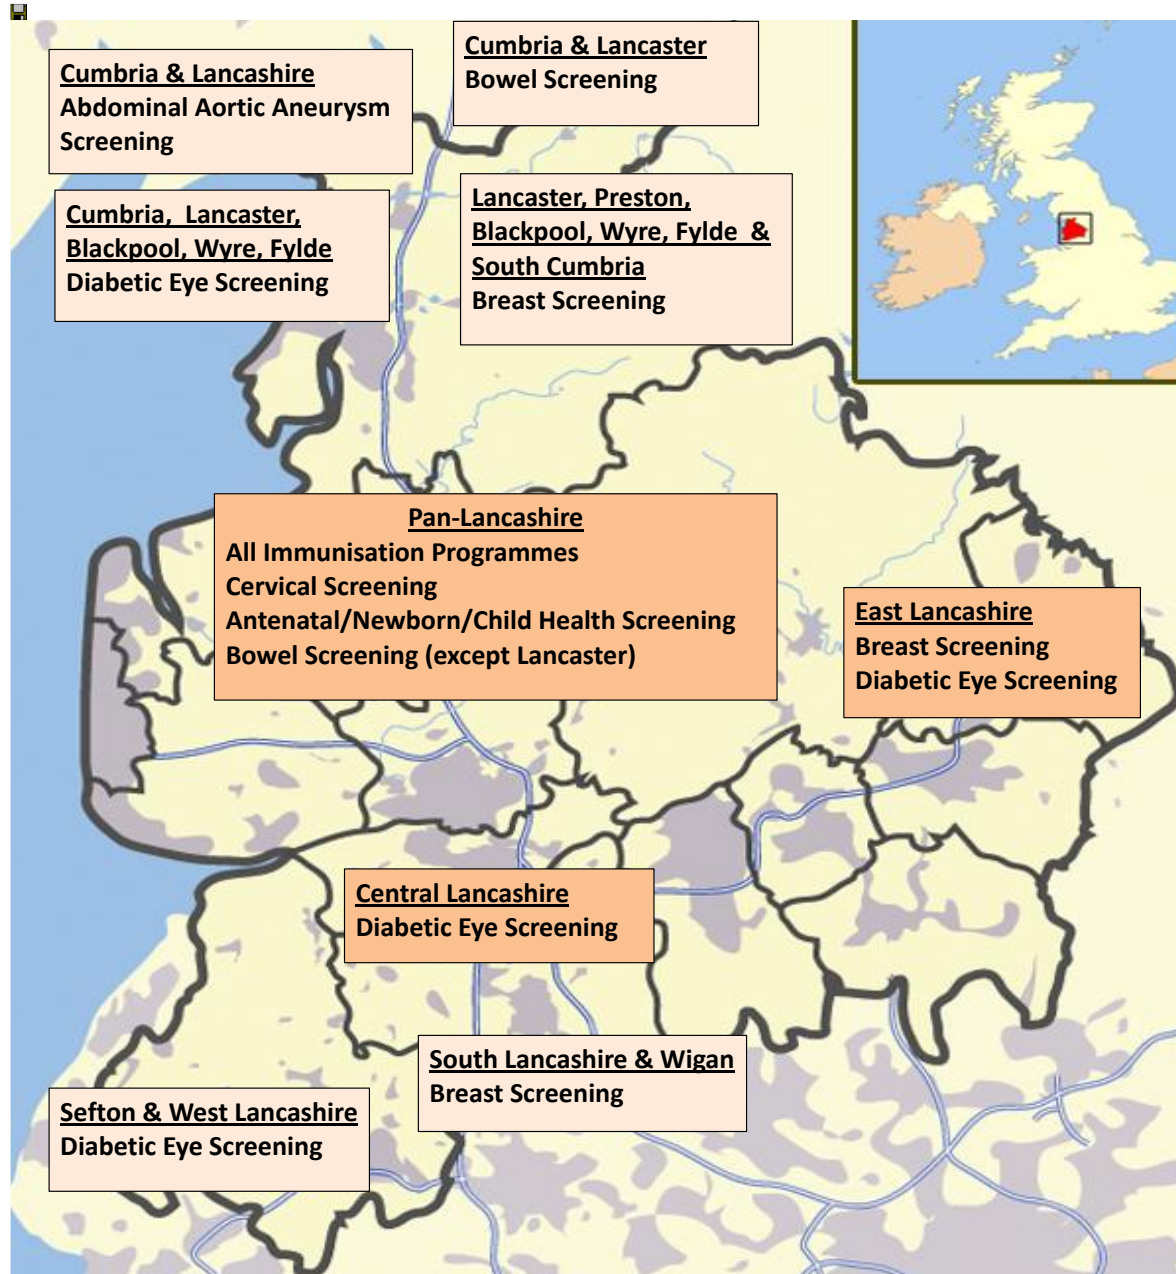 Cumbria & Lancashire
Abdominal Aortic Aneurysm
Screening
Cumbria & Lancaster
Bowel Screening
Cumbria, Lancaster,
Blackpool, Wyre, Fylde
Diabetic Eye Screening
Lancaster, Preston,
Blackpool, Wyre, Fylde &
South Cumbria
Breast Screening
Pan-Lancashire
All Immunisation Programmes
Cervical Screening
Antenatal/Newborn/Child Health Screening
Bowel Screening (except Lancaster)
East Lancashire
Breast Screening
Diabetic Eye Screening
Central Lancashire
Diabetic Eye Screening
South Lancashire & Wigan
Breast Screening
Sefton & West Lancashire
Diabetic Eye Screening